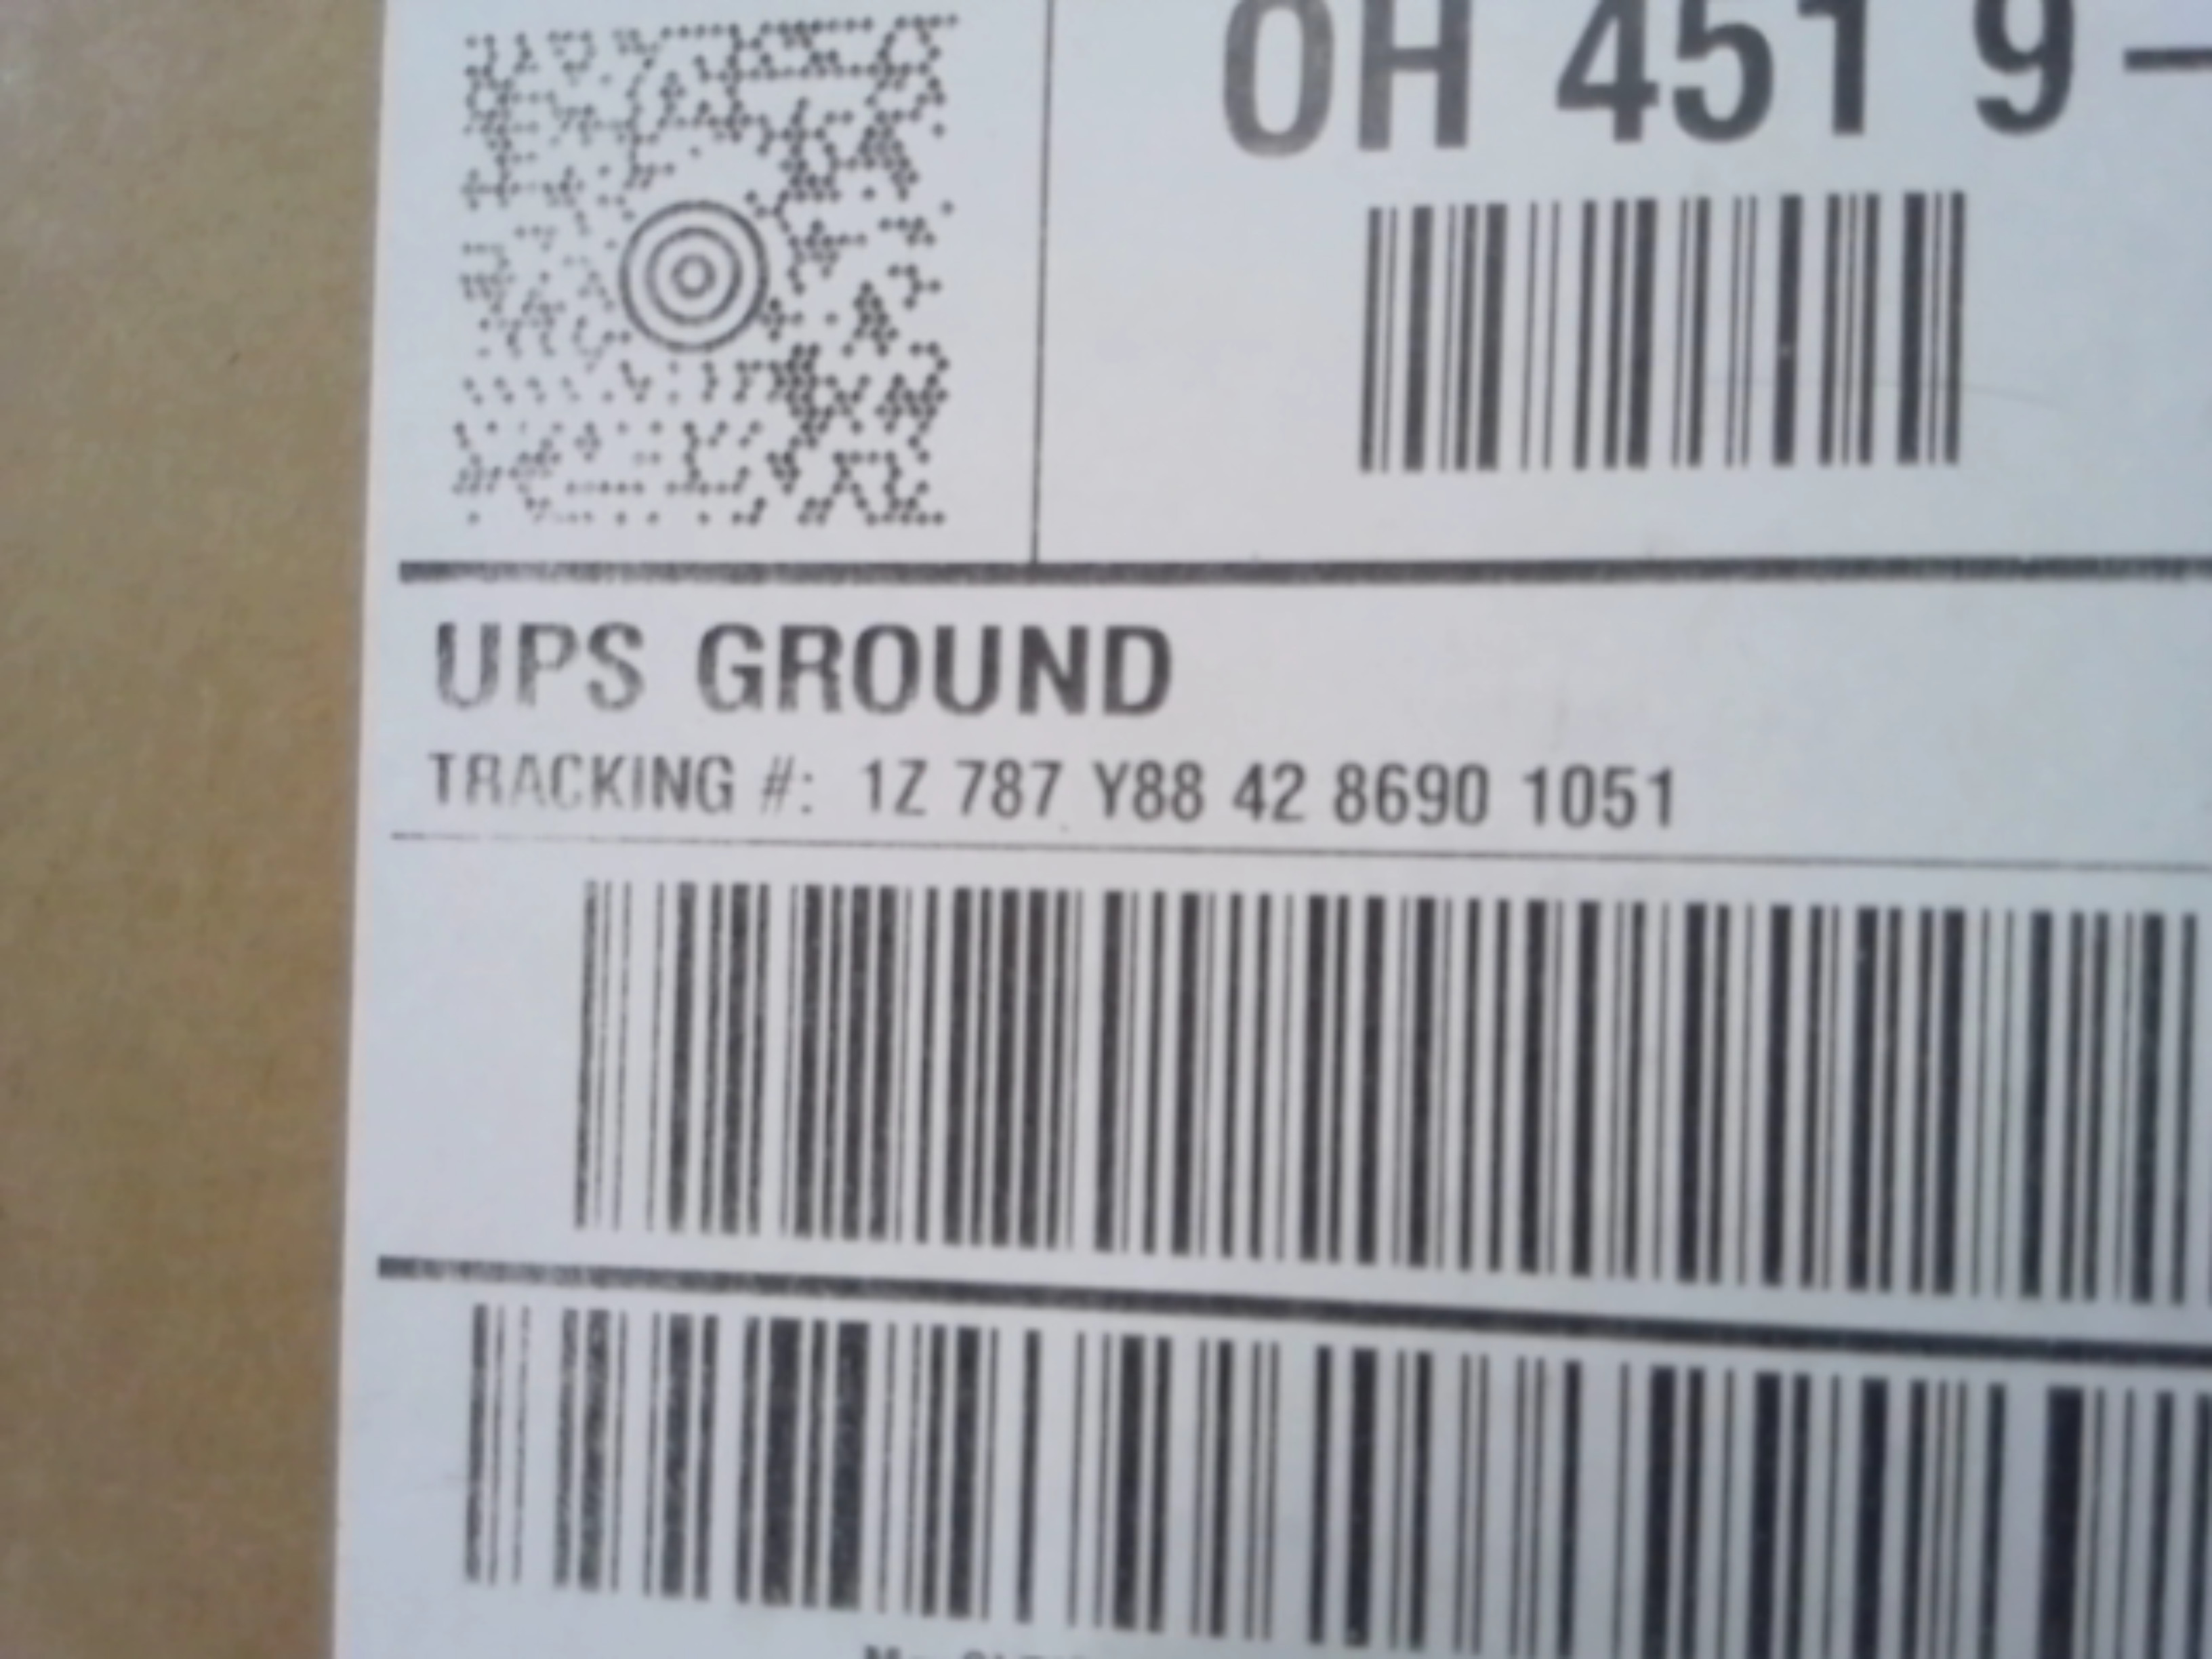 OH 451 9-
UPS GROUND
TRACKING #: 1Z 787 Y88 42 8690 1051